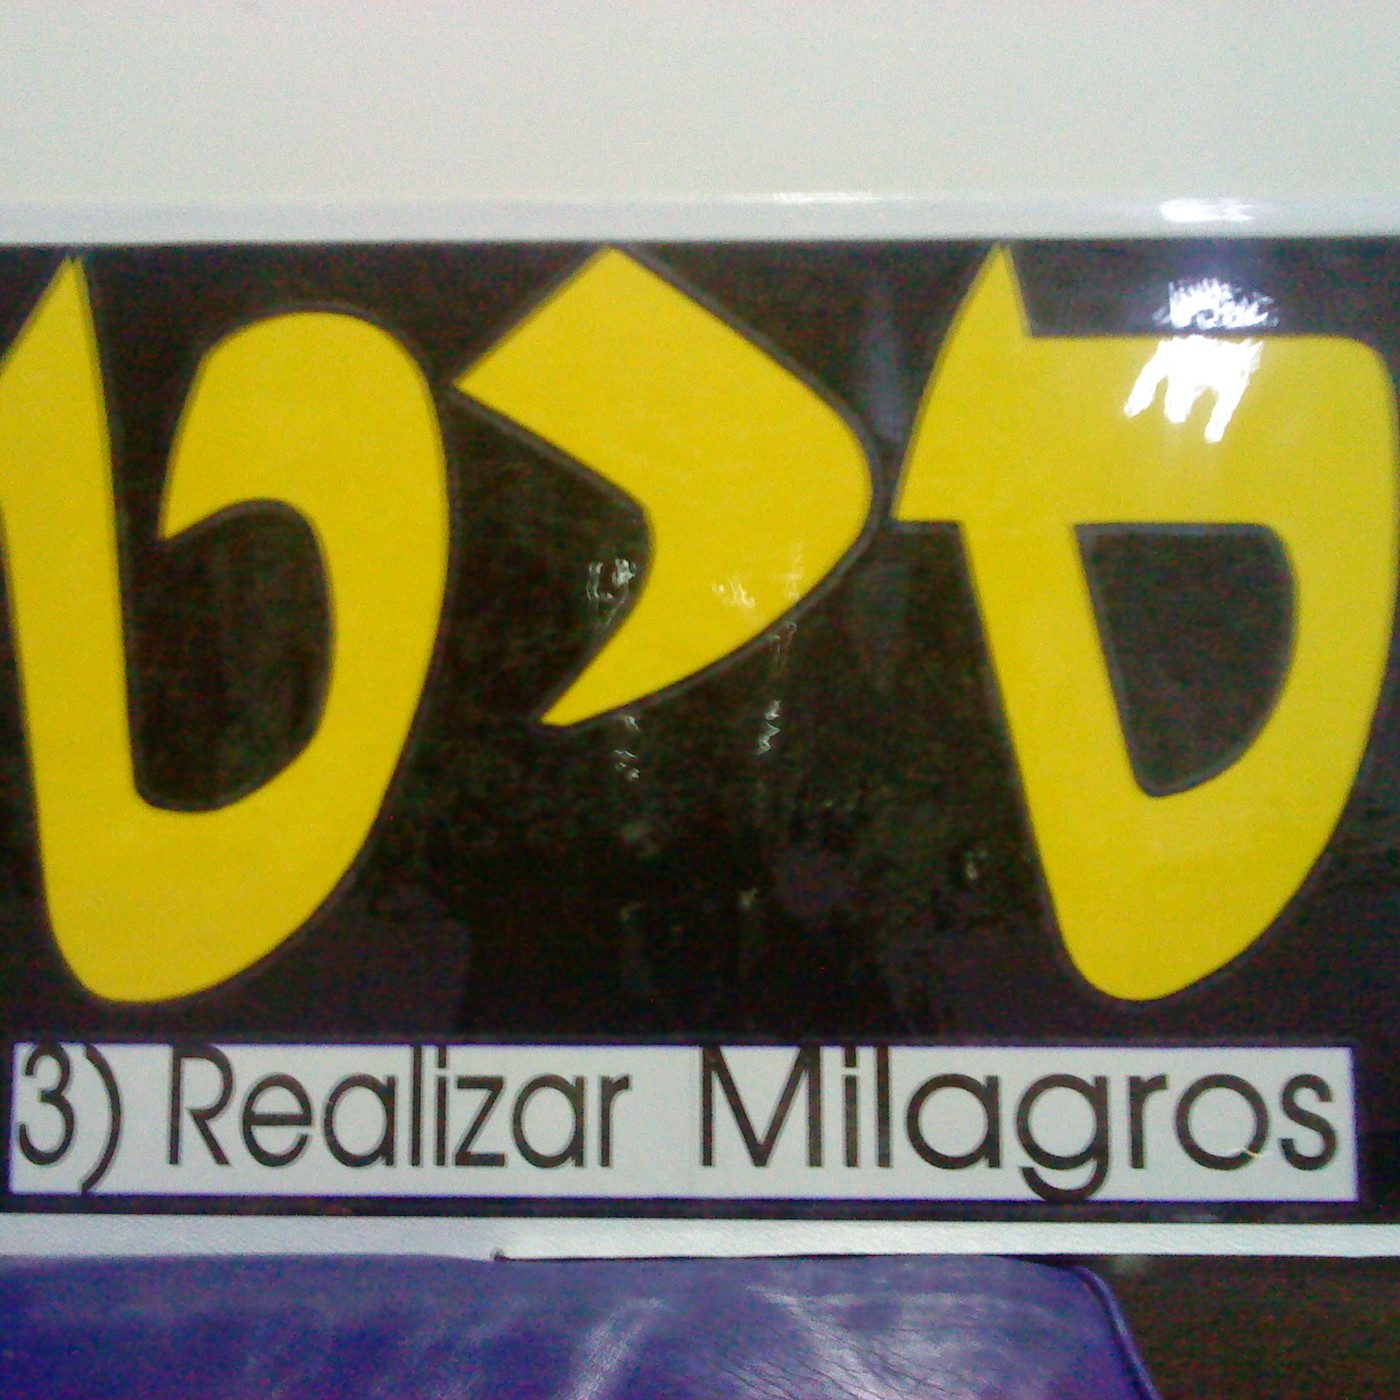 סיט
3) Realizar Milagros